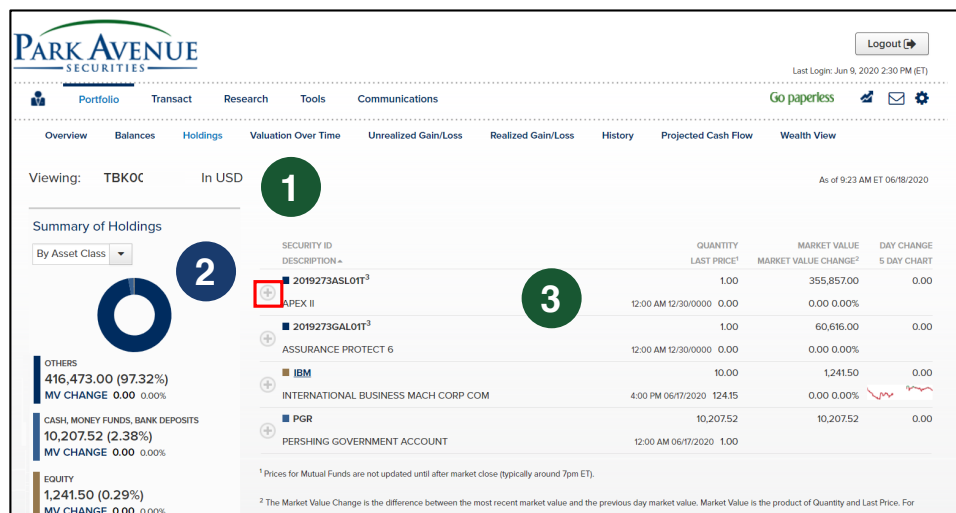 PARK AVENUE
SECURITIES
Logout
Last Login: Jun 9, 2020 2:30 PM (ET)
Portfolio Transact Research Tools Communications Go paperless
Overview Balances Holdings Valuation Over Time Unrealized Gain/Loss Realized Gain/Loss History Projected Cash Flow Wealth View
Viewing: TBK00 In USD 1 As of 9:23 AM ET 06/18/2020
Summary of Holdings
By Asset Class
2
SECURITY ID QUANTITY MARKET VALUE DAY CHANGE
DESCRIPTION LAST PRICE1 MARKET VALUE CHANGE2 5 DAY CHART
2019273ASL01T3 1.00 355,857.00 0.00
APEX II 12:00 AM 12/30/0000 0.00 0.00 0.00%
3
2019273GAL01T3 1.00 60,616.00 0.00
ASSURANCE PROTECT 6 12:00 AM 12/30/0000 0.00 0.00 0.00%
IBM 10.00 1,241.50 0.00
INTERNATIONAL BUSINESS MACH CORP COM 4:00 PM 06/17/2020 124.15 0.00 0.00%
PGR 10,207.52 10,207.52 0.00
PERSHING GOVERNMENT ACCOUNT 12:00 AM 06/17/2020 1.00
OTHERS
416,473.00 (97.32%)
MV CHANGE 0.00 0.00%
CASH, MONEY FUNDS, BANK DEPOSITS
10,207.52 (2.38%)
MV CHANGE 0.00 0.00%
EQUITY
1,241.50 (0.29%)
MV CHANGE 0.00 0.00%
1 Prices for Mutual Funds are not updated until after market close (typically around 7pm ET).
2 The Market Value Change is the difference between the most recent market value and the previous day market value. Market Value is the product of Quantity and Last Price. For